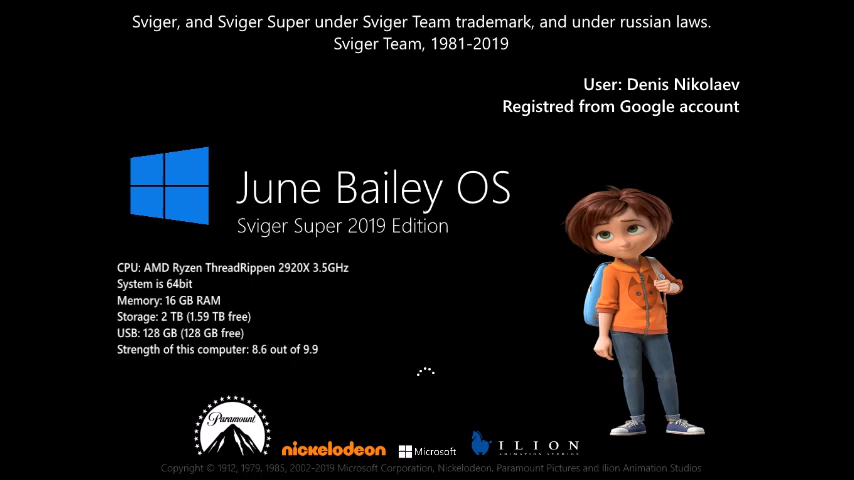 Sviger, and Sviger Super under Sviger Team trademark, and under russian laws.
Sviger Team, 1981-2019
User: Denis Nikolaev
Registred from Google account
June Bailey OS
Sviger Super 2019 Edition
CPU: AMD Ryzen ThreadRippen 2920X 3.5GHz
System is 64bit
Memory: 16 GB RAM
Storage: 2 TB (1.59 TB free)
USB: 128 GB (128 GB free)
Strength of this computer: 8.6 out of 9.9
Paramount
nickelodeon
Microsoft
ILION
ANIMATION STUDIOS
Copyright © 1912, 1979, 1985, 2002-2019 Microsoft Corporation, Nickelodeon, Paramount Pictures and Ilion Animation Studios